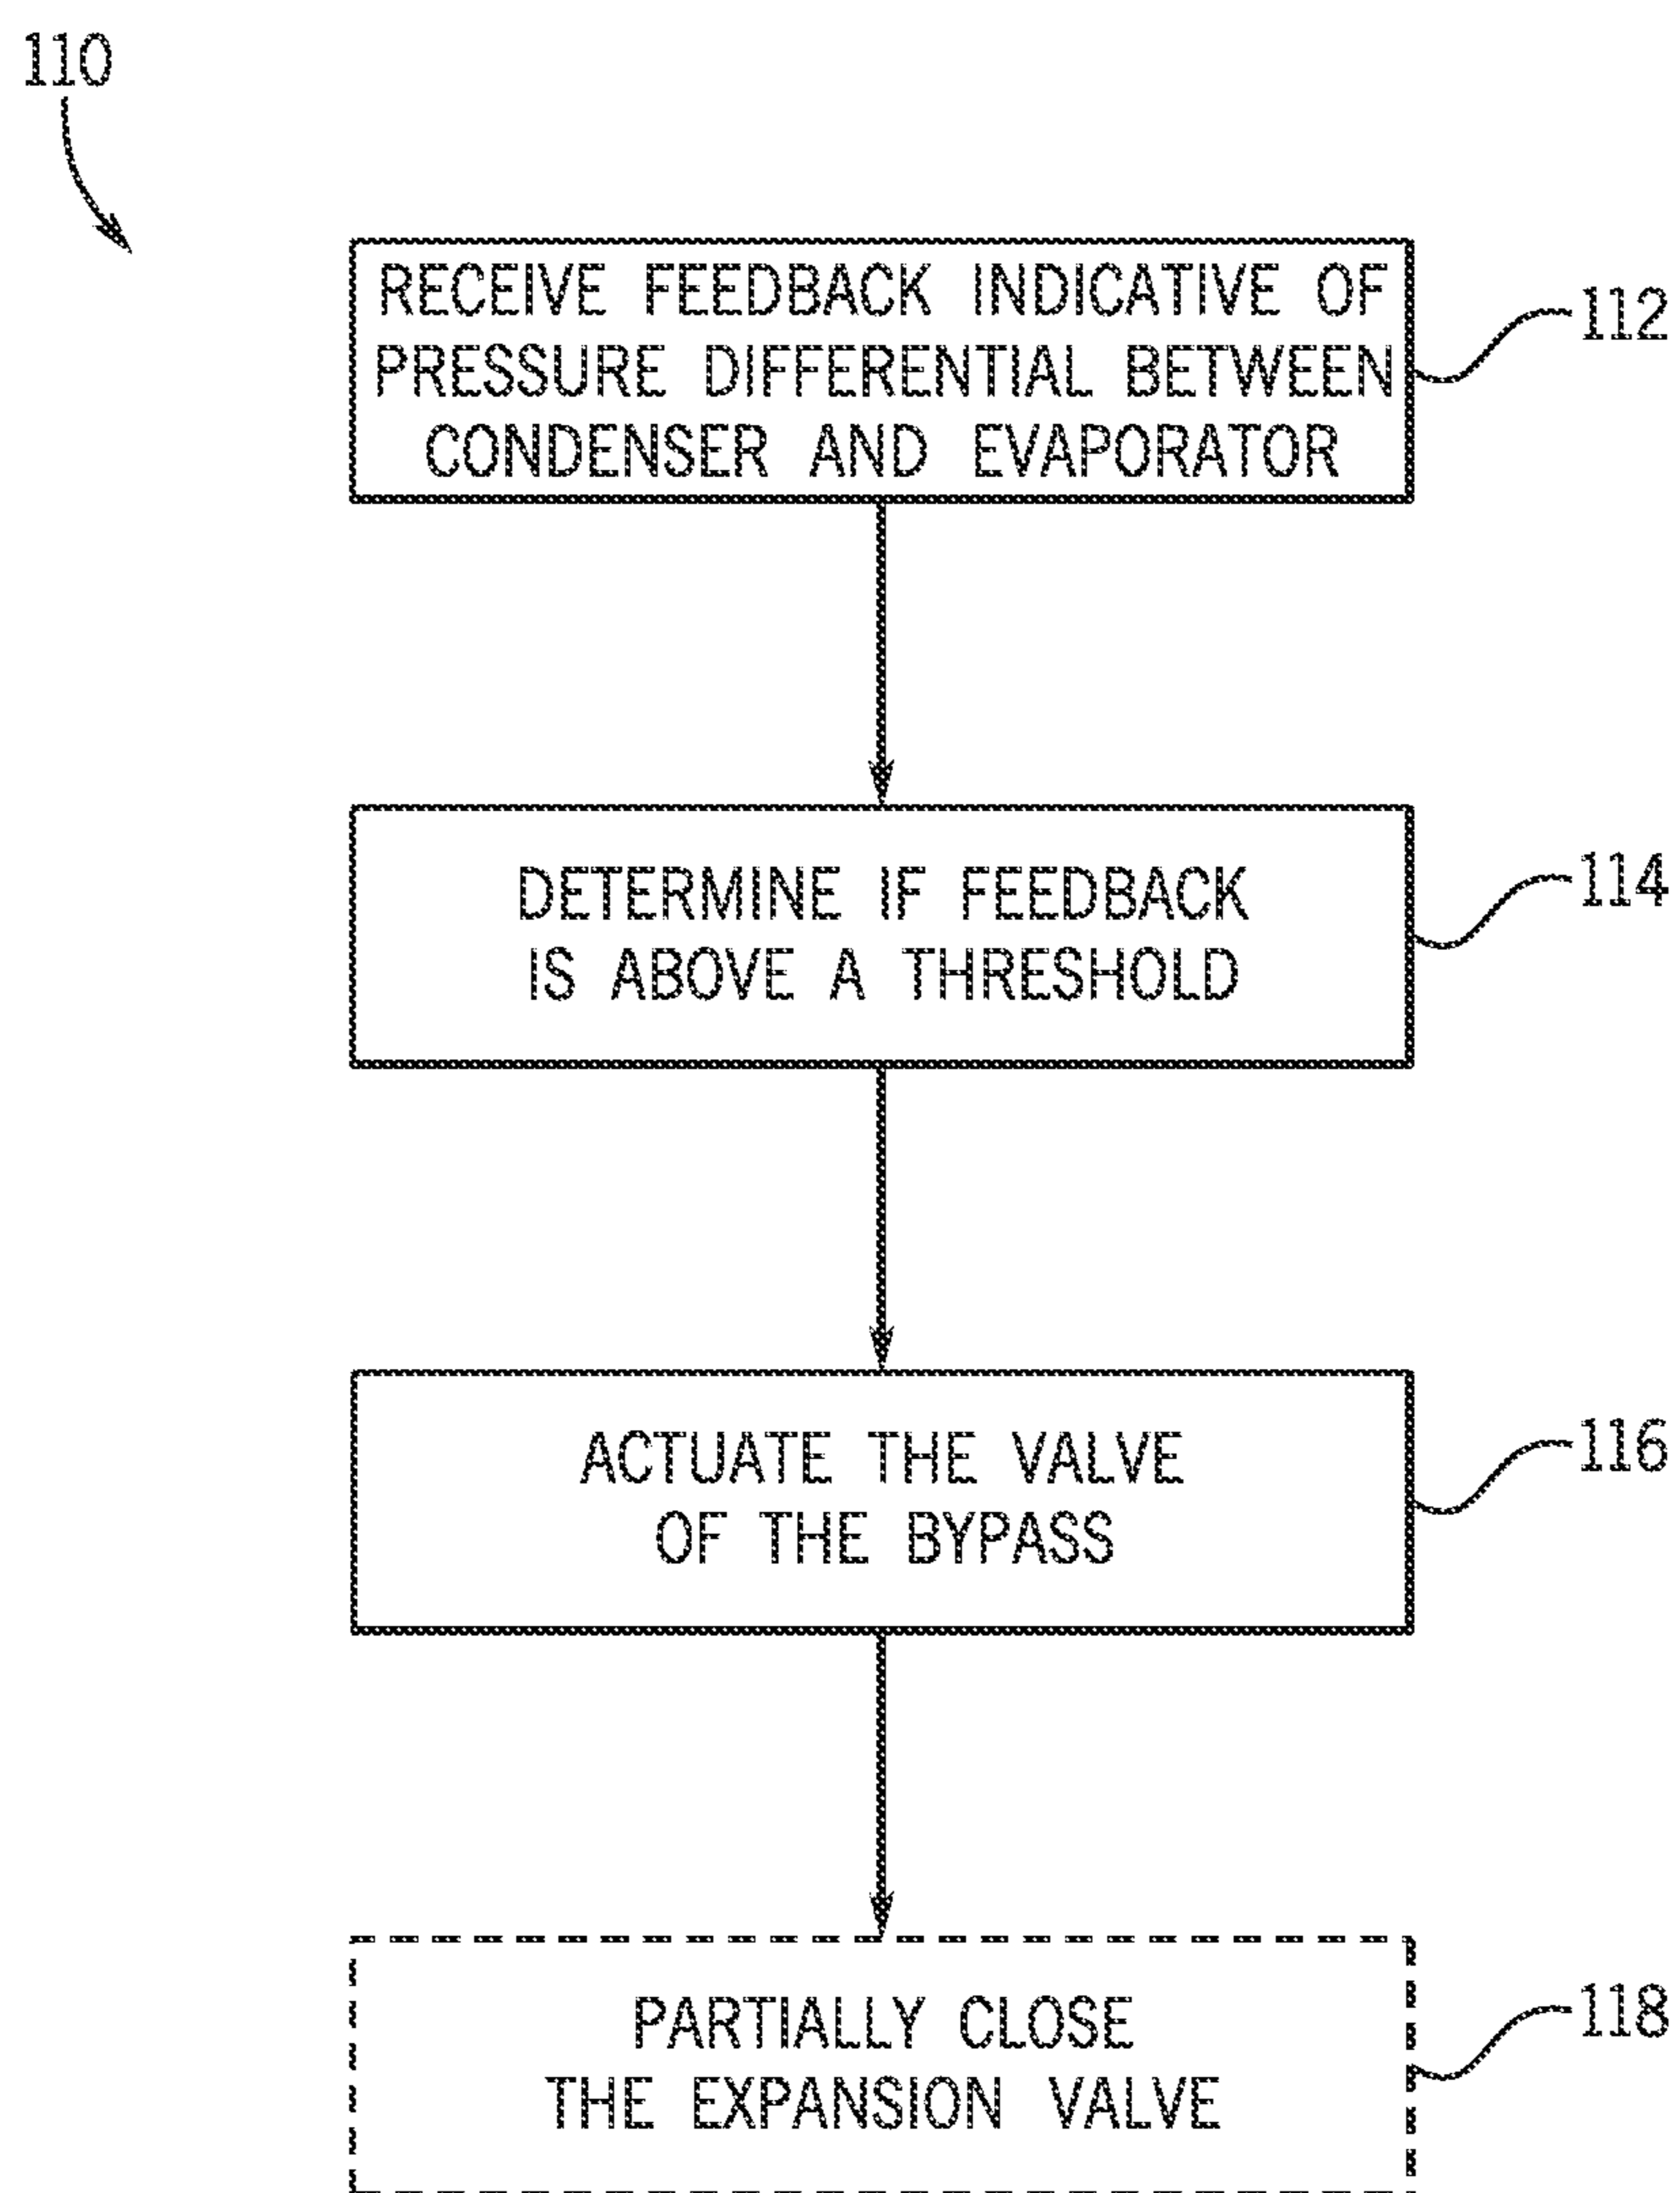 110
RECEIVE FEEDBACK INDICATIVE OF
PRESSURE DIFFERENTIAL BETWEEN
CONDENSER AND EVAPORATOR
112
DETERMINE IF FEEDBACK
IS ABOVE A THRESHOLD
114
ACTUATE THE VALVE
OF THE BYPASS
116
PARTIALLY CLOSE
THE EXPANSION VALVE
118